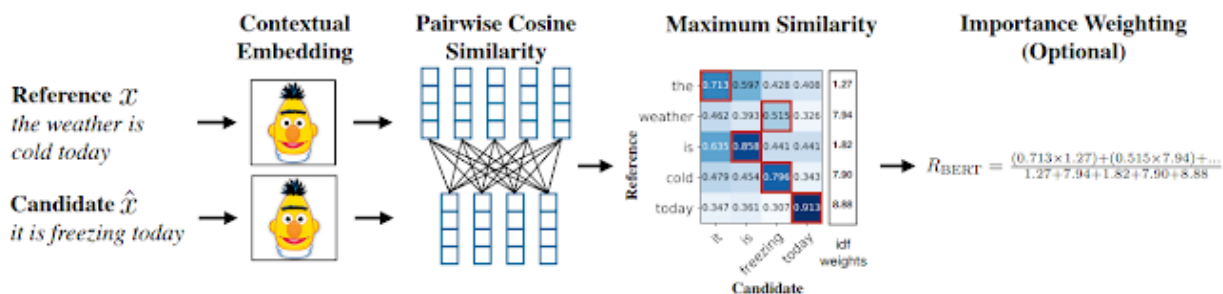 Contextual
Embedding
Pairwise Cosine
Similarity
Maximum Similarity
Importance Weighting
(Optional)
Reference x
the weather is
cold today
Candidate x̂
it is freezing today
Reference
the 0.713 0.597 0.428 0.408 1.27
weather 0.462 0.393 0.515 0.326 7.94
is 0.635 0.858 0.441 0.441 1.82
cold 0.479 0.454 0.796 0.343 7.90
today 0.347 0.361 0.307 0.913 8.88
it is freezing today
idf
weights
Candidate
R_BERT = (0.713×1.27)+(0.515×7.94)+... / 1.27+7.94+1.82+7.90+8.88